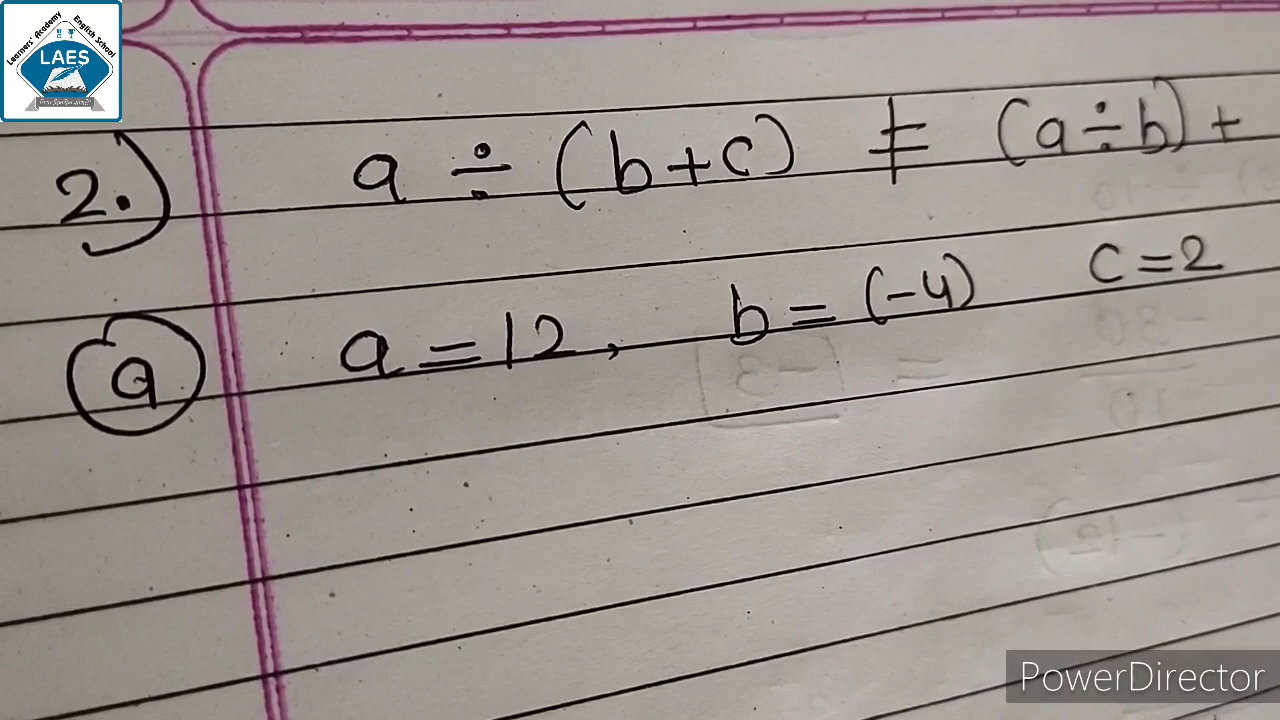 Learners' Academy English School
LAES
2.) a ÷ (b+c) ≠ (a÷b) +
(a) a = 12, b = (-4) c = 2
PowerDirector